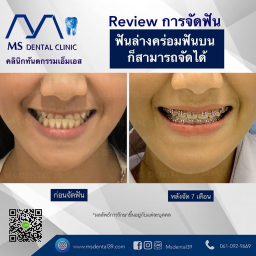 MS DENTAL CLINIC
คลินิกทันตกรรมเอ็มเอส
Review การจัดฟัน
ฟันล่างคร่อมฟันบน
ก็สามารถจัดได้
ก่อนจัดฟัน
หลังจัด 7 เดือน
*ผลลัพธ์การรักษาขึ้นอยู่กับแต่ละบุคคล
www.msdental39.com
Msdental39
061-092-9669